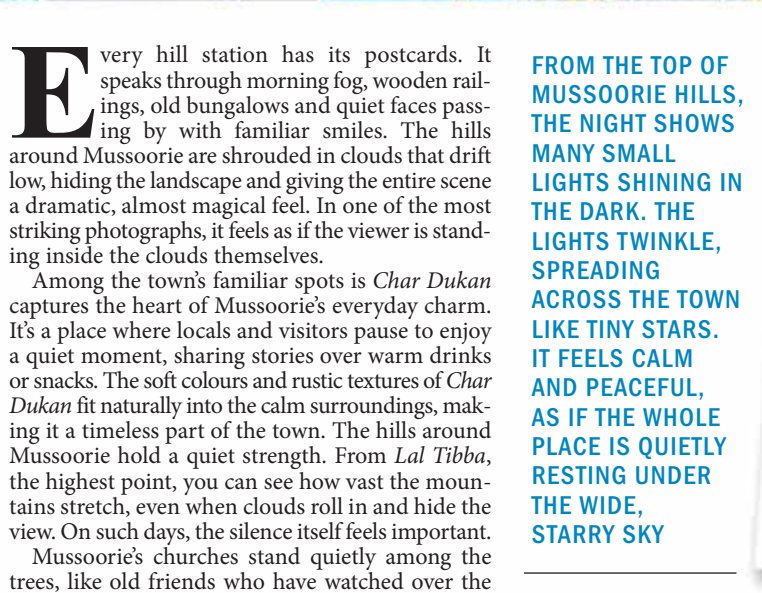 Every hill station has its postcards. It
speaks through morning fog, wooden rail-
ings, old bungalows and quiet faces pass-
ing by with familiar smiles. The hills
around Mussoorie are shrouded in clouds that drift
low, hiding the landscape and giving the entire scene
a dramatic, almost magical feel. In one of the most
striking photographs, it feels as if the viewer is stand-
ing inside the clouds themselves.
Among the town's familiar spots is Char Dukan
captures the heart of Mussoorie's everyday charm.
It's a place where locals and visitors pause to enjoy
a quiet moment, sharing stories over warm drinks
or snacks. The soft colours and rustic textures of Char
Dukan fit naturally into the calm surroundings, mak-
ing it a timeless part of the town. The hills around
Mussoorie hold a quiet strength. From Lal Tibba,
the highest point, you can see how vast the moun-
tains stretch, even when clouds roll in and hide the
view. On such days, the silence itself feels important.
Mussoorie's churches stand quietly among the
trees, like old friends who have watched over the
FROM THE TOP OF
MUSSOORIE HILLS,
THE NIGHT SHOWS
MANY SMALL
LIGHTS SHINING IN
THE DARK. THE
LIGHTS TWINKLE,
SPREADING
ACROSS THE TOWN
LIKE TINY STARS.
IT FEELS CALM
AND PEACEFUL,
AS IF THE WHOLE
PLACE IS QUIETLY
RESTING UNDER
THE WIDE,
STARRY SKY